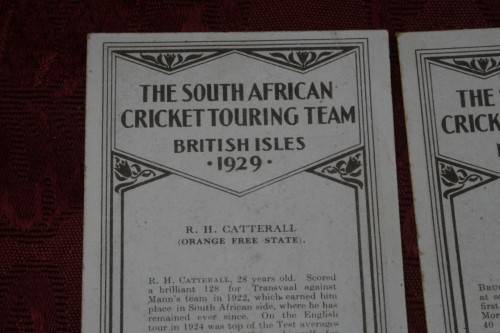 THE SOUTH AFRICAN
CRICKET TOURING TEAM
BRITISH ISLES
·1929·
R. H. CATTERALL
(ORANGE FREE STATE).
R. H. CATTERALL, 28 years old. Scored
a brilliant 128 for Transvaal against
Mann's team in 1922, which earned him
place in South African side, where he has
remained ever since. On the English
tour in 1924 was top of the Test averages
THE S
CRICK